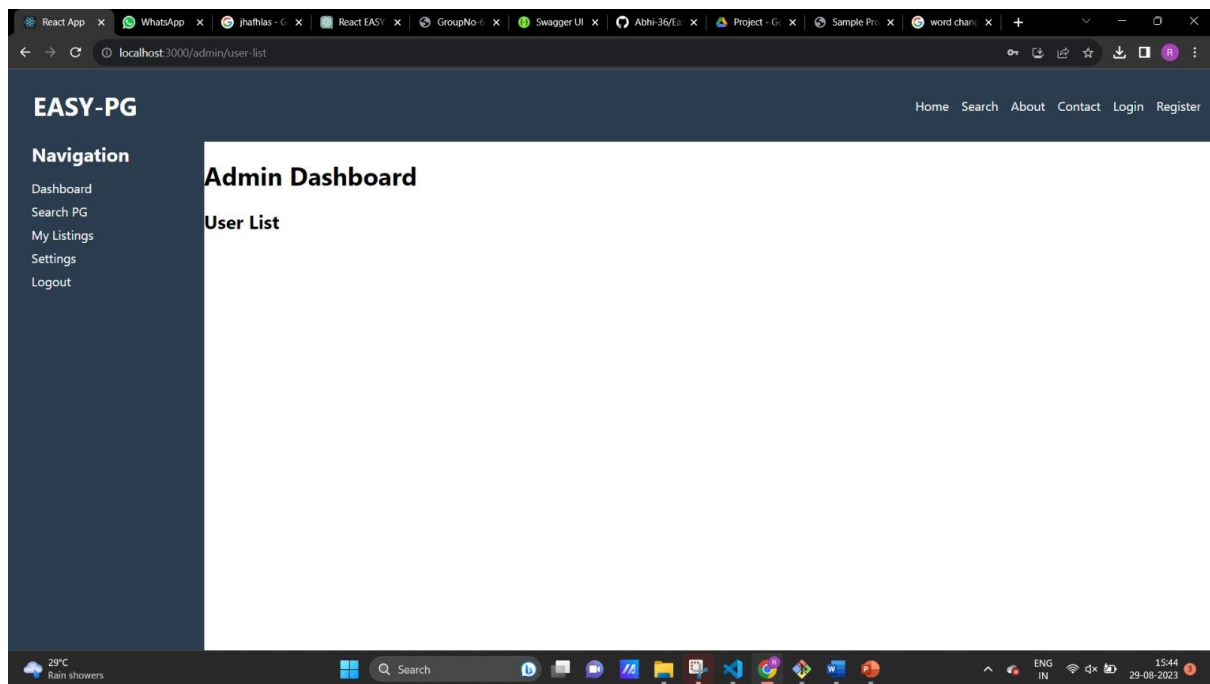 React App WhatsApp jhafhlas - G React EASY GroupNo-6 Swagger UI Abhi-36/Ea Project - Go Sample Pro word chang
localhost:3000/admin/user-list R
EASY-PG Home Search About Contact Login Register
Navigation
Admin Dashboard
Dashboard
Search PG
User List
My Listings
Settings
Logout
29°C
Rain showers
Search
ENG
IN
15:44
29-08-2023
3